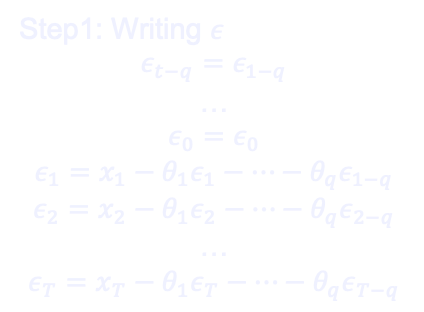 Step1: Writing ϵ
ϵ_{t−q} = ϵ_{1−q}
...
ϵ_0 = ϵ_0
ϵ_1 = x_1 − θ_1ϵ_1 − ⋯ − θ_qϵ_{1−q}
ϵ_2 = x_2 − θ_1ϵ_2 − ⋯ − θ_qϵ_{2−q}
...
ϵ_T = x_T − θ_1ϵ_T − ⋯ − θ_qϵ_{T−q}